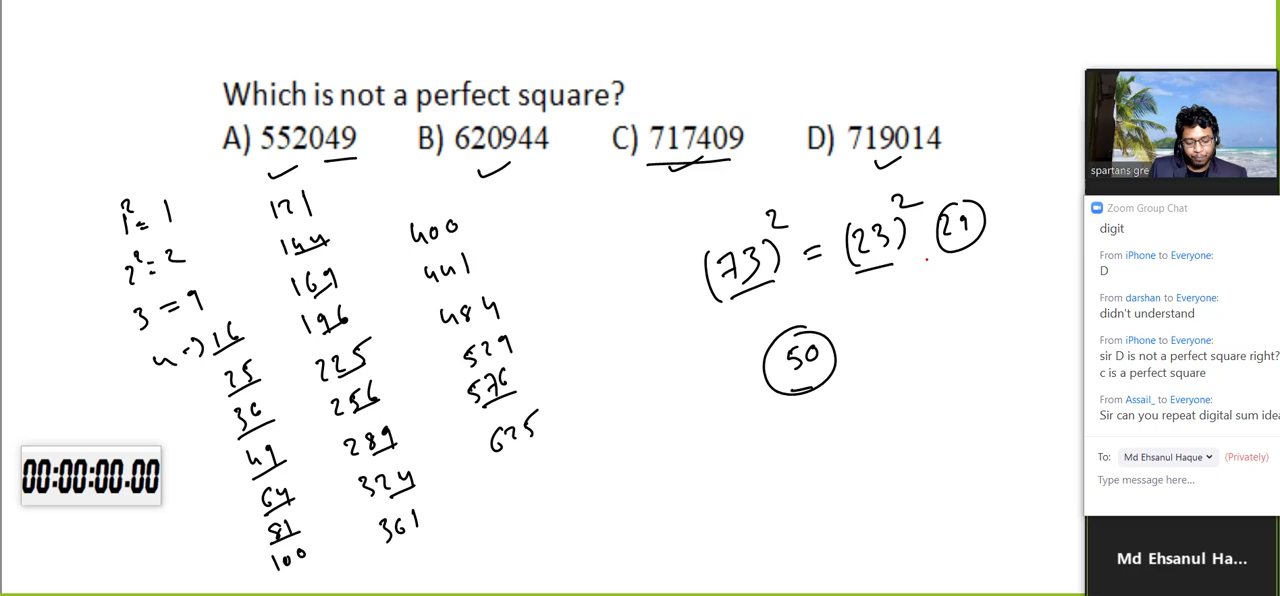 Which is not a perfect square?
A) 552049 B) 620944 C) 717409 D) 719014
1² = 1
2² = 2
3 = 9
4 → 16
25
36
49
64
81
100
121
144
169
196
225
256
289
324
361
400
441
484
529
576
625
(73)² = (23)² 29
50
00:00:00.00
spartans gre
Zoom Group Chat
digit
From iPhone to Everyone:
D
From darshan to Everyone:
didn't understand
From iPhone to Everyone:
sir D is not a perfect square right?
c is a perfect square
From Assail_ to Everyone:
Sir can you repeat digital sum idea
To: Md Ehsanul Haque (Privately)
Type message here...
Md Ehsanul Ha...